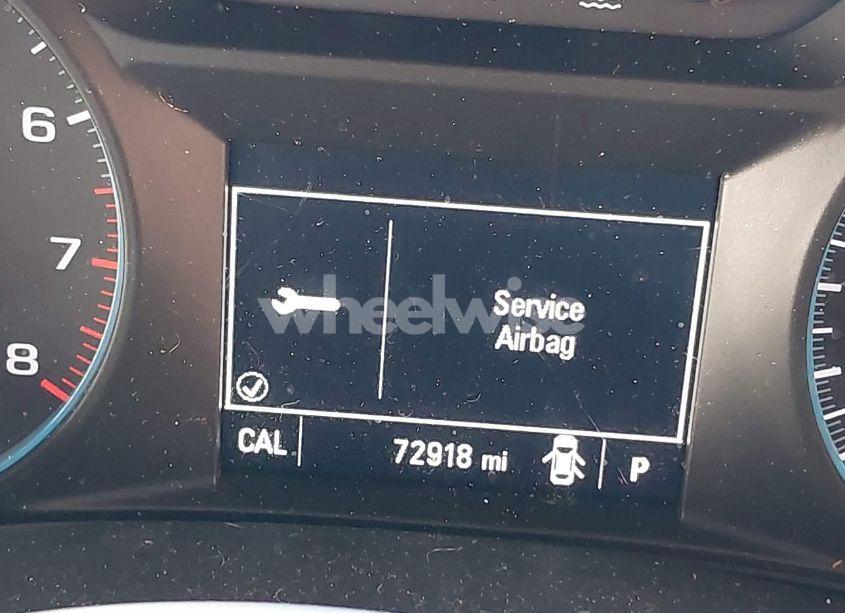 6
7
8
wheelwise
Service
Airbag
CAL
72918 mi
P